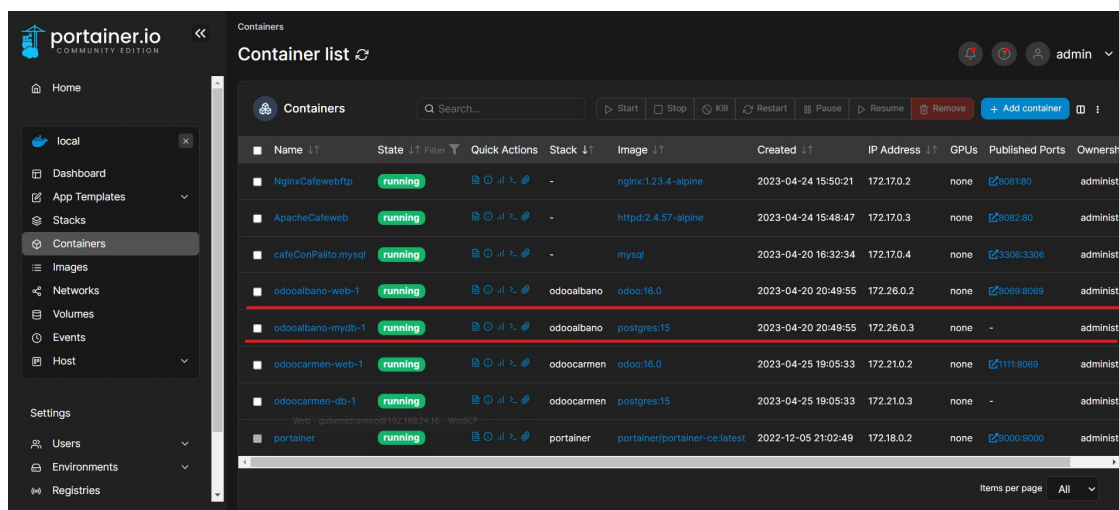 portainer.io
COMMUNITY EDITION
Home
local
Dashboard
App Templates
Stacks
Containers
Images
Networks
Volumes
Events
Host
Settings
Users
Environments
Registries
Containers
Container list
admin
Containers Search... Start Stop Kill Restart Pause Resume Remove + Add container
Name State Filter Quick Actions Stack Image Created IP Address GPUs Published Ports Ownersh
NginxCafewebftp running - nginx:1.23.4-alpine 2023-04-24 15:50:21 172.17.0.2 none 8081:80 administ
ApacheCafeweb running - httpd:2.4.57-alpine 2023-04-24 15:48:47 172.17.0.3 none 8082:80 administ
cafeConPalito.mysql running - mysql 2023-04-20 16:32:34 172.17.0.4 none 3306:3306 administ
odooalbano-web-1 running odooalbano odoo:16.0 2023-04-20 20:49:55 172.26.0.2 none 8069:8069 administ
odooalbano-mydb-1 running odooalbano postgres:15 2023-04-20 20:49:55 172.26.0.3 none - administ
odoocarmen-web-1 running odoocarmen odoo:16.0 2023-04-25 19:05:33 172.21.0.2 none 1111:8069 administ
odoocarmen-db-1 running odoocarmen postgres:15 2023-04-25 19:05:33 172.21.0.3 none - administ
Web - gutierrezramiro@192.168.24.16 - WinSCP
portainer running portainer portainer/portainer-ce:latest 2022-12-05 21:02:49 172.18.0.2 none 9000:9000 administ
Items per page All